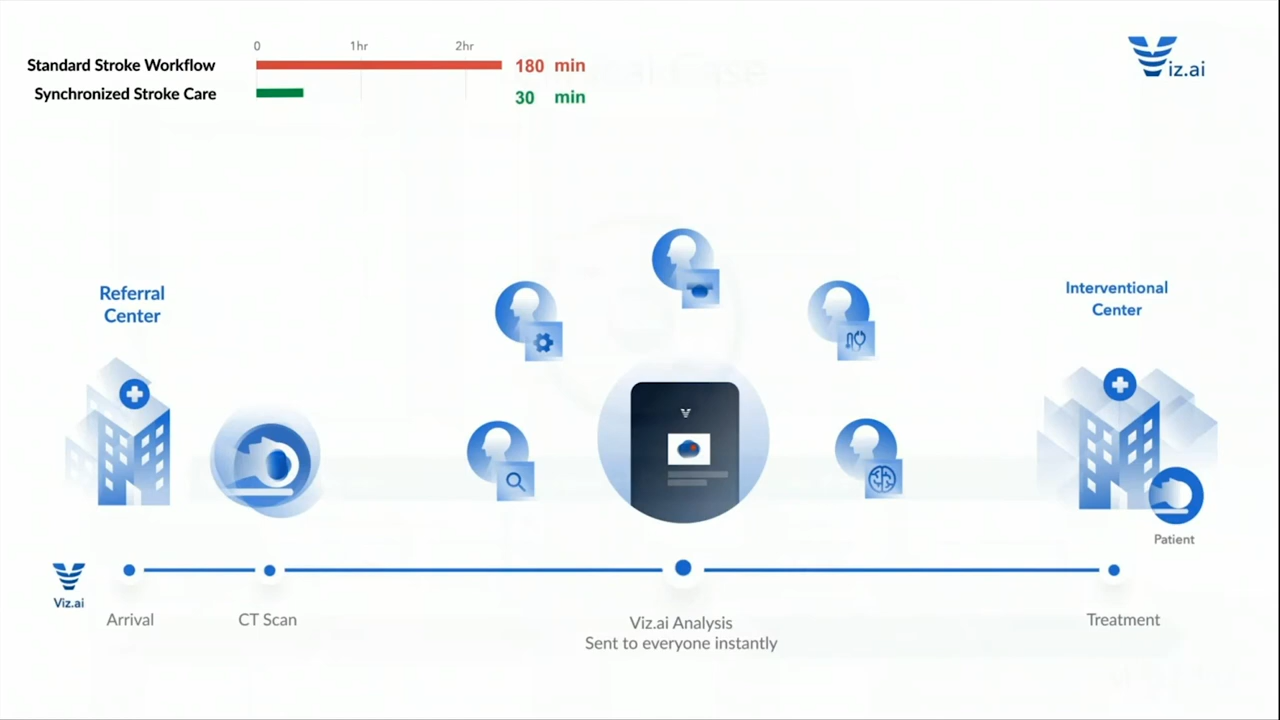 0 1hr 2hr
Standard Stroke Workflow 180 min
Synchronized Stroke Care 30 min
Viz.ai
Referral
Center
Interventional
Center
Patient
Viz.ai
Arrival
CT Scan
Viz.ai Analysis
Sent to everyone instantly
Treatment